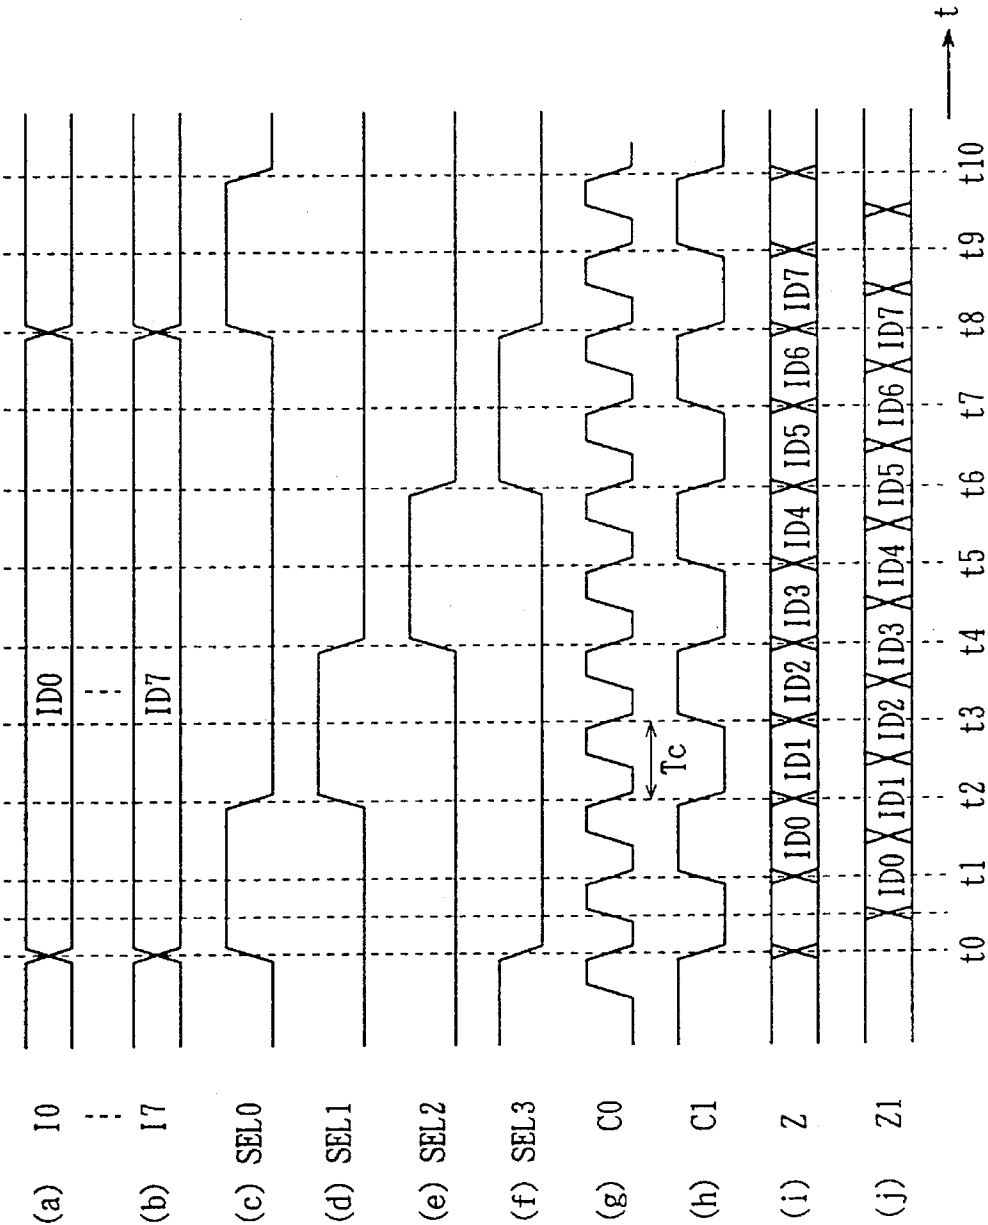 (a) I0 ID0
(b) I7 ID7
(c) SEL0
(d) SEL1
(e) SEL2
(f) SEL3
(g) C0
Tc
(h) C1
(i) Z ID0 ID1 ID2 ID3 ID4 ID5 ID6 ID7
(j) Z1 ID0 ID1 ID2 ID3 ID4 ID5 ID6 ID7
t0 t1 t2 t3 t4 t5 t6 t7 t8 t9 t10
t